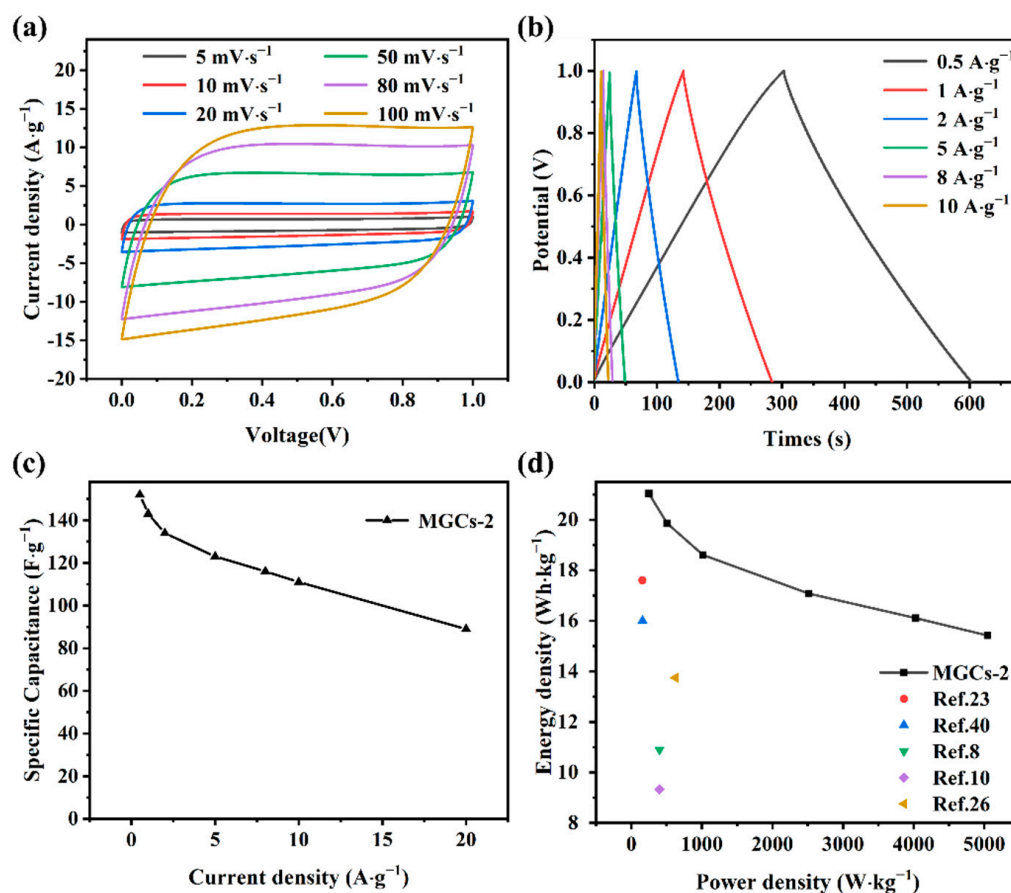 (a)
5 mV·s⁻¹
50 mV·s⁻¹
10 mV·s⁻¹
80 mV·s⁻¹
20 mV·s⁻¹
100 mV·s⁻¹
Current density (A·g⁻¹)
20
15
10
5
0
-5
-10
-15
-20
0.0 0.2 0.4 0.6 0.8 1.0
Voltage(V)
(b)
0.5 A·g⁻¹
1 A·g⁻¹
2 A·g⁻¹
5 A·g⁻¹
8 A·g⁻¹
10 A·g⁻¹
Potential (V)
1.0
0.8
0.6
0.4
0.2
0.0
0 100 200 300 400 500 600
Times (s)
(c)
MGCs-2
Specific Capacitance (F·g⁻¹)
140
120
100
80
60
40
20
0
0 5 10 15 20
Current density (A·g⁻¹)
(d)
Energy density (Wh·kg⁻¹)
20
18
16
14
12
10
8
MGCs-2
Ref.23
Ref.40
Ref.8
Ref.10
Ref.26
0 1000 2000 3000 4000 5000
Power density (W·kg⁻¹)